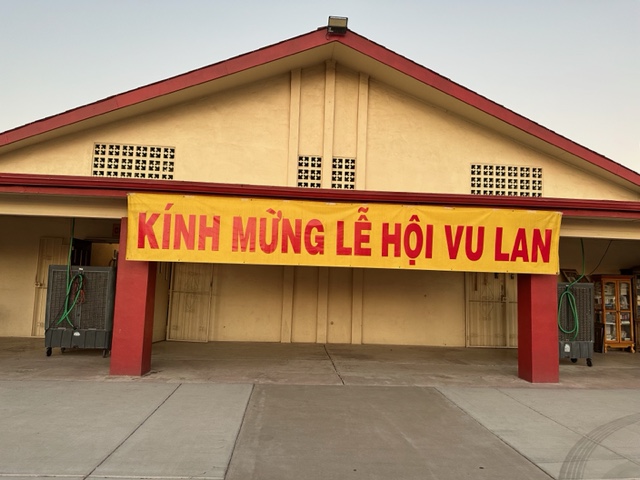 KÍNH MỪNG LỄ HỘI VU LAN